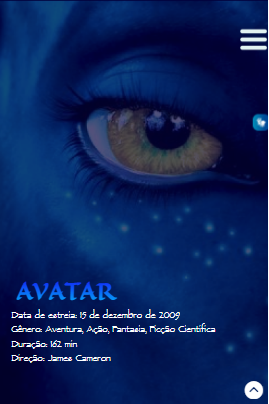 AVATAR
Data de estreia: 15 de dezembro de 2009
Gênero: Aventura, Ação, Fantasia, Ficção Científica
Duração: 162 min
Direção: James Cameron